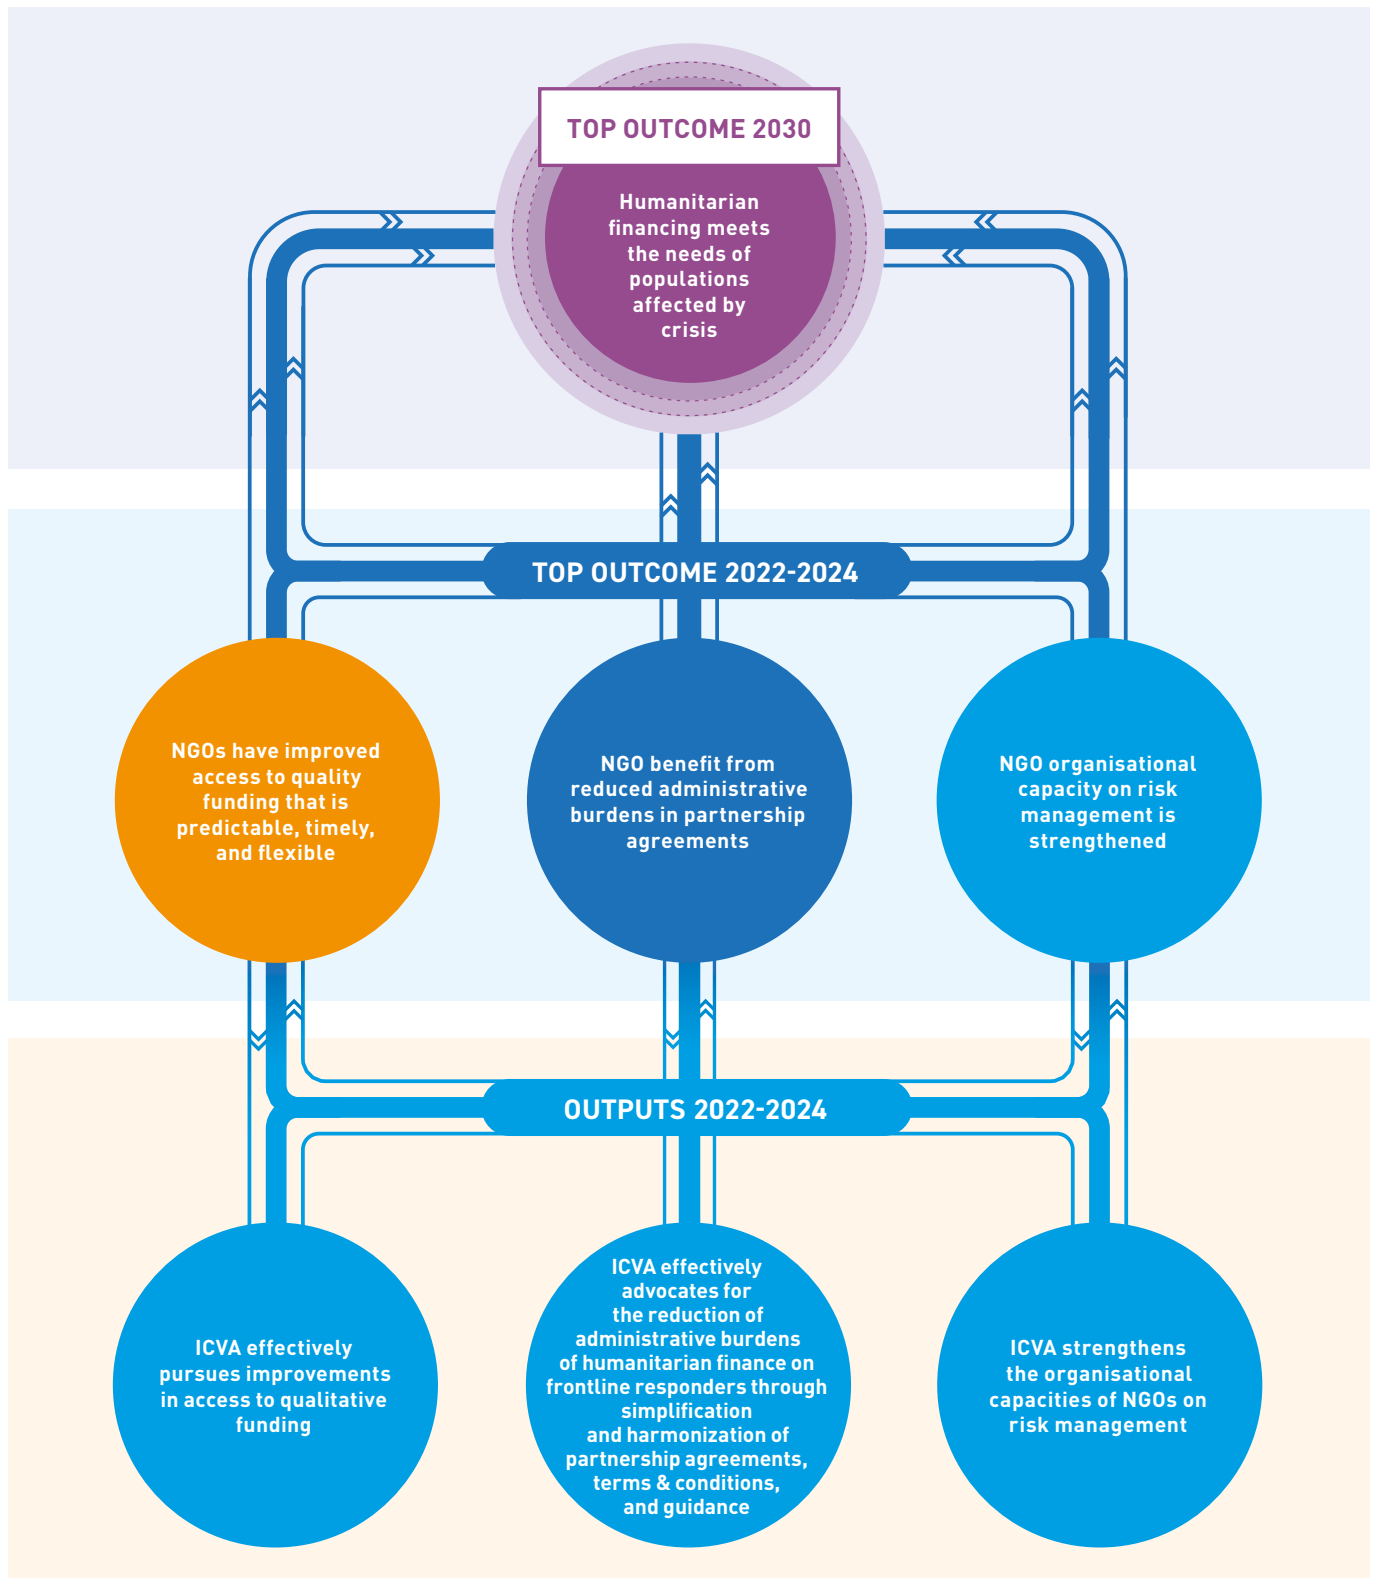 TOP OUTCOME 2030
Humanitarian
financing meets
the needs of
populations
affected by
crisis
TOP OUTCOME 2022-2024
NGOs have improved
access to quality
funding that is
predictable, timely,
and flexible
NGO benefit from
reduced administrative
burdens in partnership
agreements
NGO organisational
capacity on risk
management is
strengthened
OUTPUTS 2022-2024
ICVA effectively
pursues improvements
in access to qualitative
funding
ICVA effectively
advocates for
the reduction of
administrative burdens
of humanitarian finance on
frontline responders through
simplification
and harmonization of
partnership agreements,
terms & conditions,
and guidance
ICVA strengthens
the organisational
capacities of NGOs on
risk management